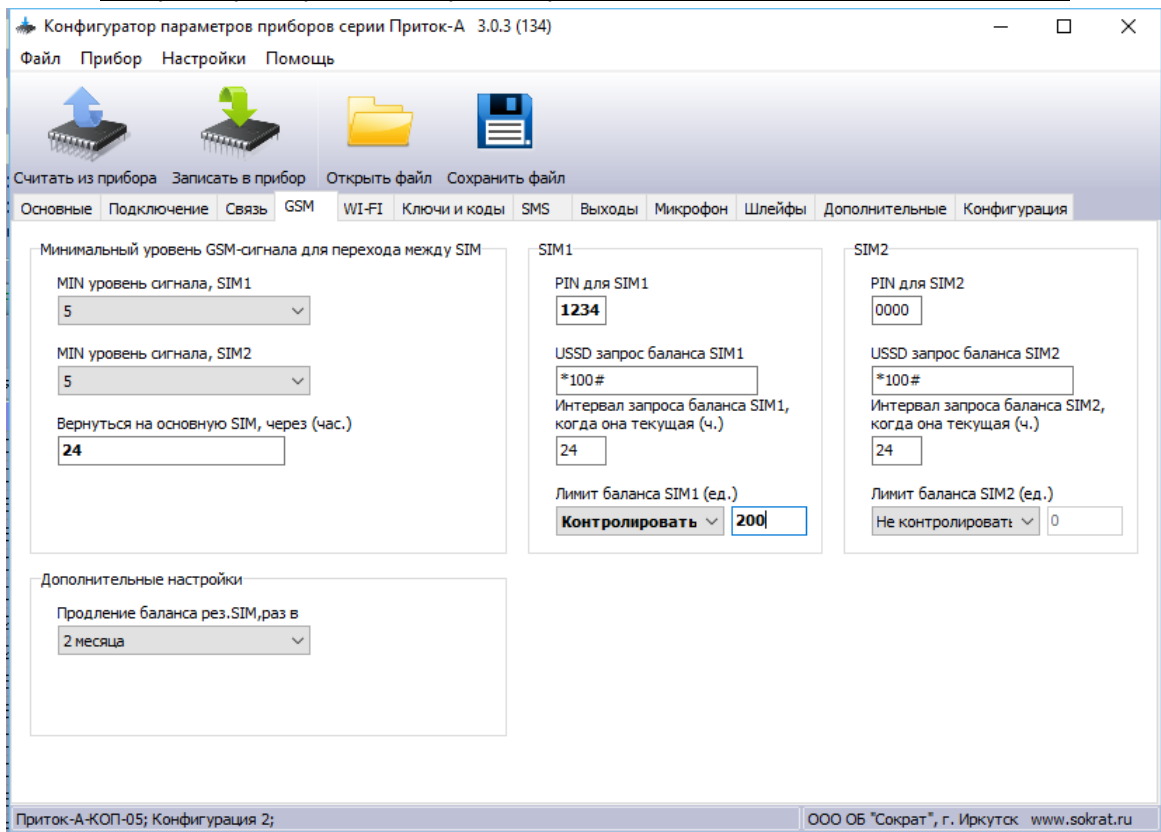 Конфигуратор параметров приборов серии Приток-А 3.0.3 (134)
Файл Прибор Настройки Помощь
Считать из прибора Записать в прибор Открыть файл Сохранить файл
Основные Подключение Связь GSM WI-FI Ключи и коды SMS Выходы Микрофон Шлейфы Дополнительные Конфигурация
Минимальный уровень GSM-сигнала для перехода между SIM
MIN уровень сигнала, SIM1
5
MIN уровень сигнала, SIM2
5
Вернуться на основную SIM, через (час.)
24
SIM1
PIN для SIM1
1234
USSD запрос баланса SIM1
*100#
Интервал запроса баланса SIM1,
когда она текущая (ч.)
24
Лимит баланса SIM1 (ед.)
Контролировать 200
SIM2
PIN для SIM2
0000
USSD запрос баланса SIM2
*100#
Интервал запроса баланса SIM2,
когда она текущая (ч.)
24
Лимит баланса SIM2 (ед.)
Не контролировать 0
Дополнительные настройки
Продление баланса рез.SIM,раз в
2 месяца
Приток-А-КОП-05; Конфигурация 2;
ООО ОБ "Сократ", г. Иркутск www.sokrat.ru